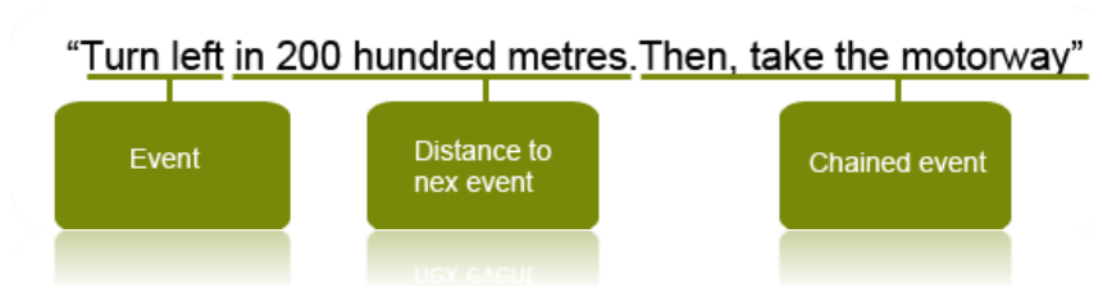 “Turn left in 200 hundred metres.Then, take the motorway”
Event
Distance to
nex event
Chained event